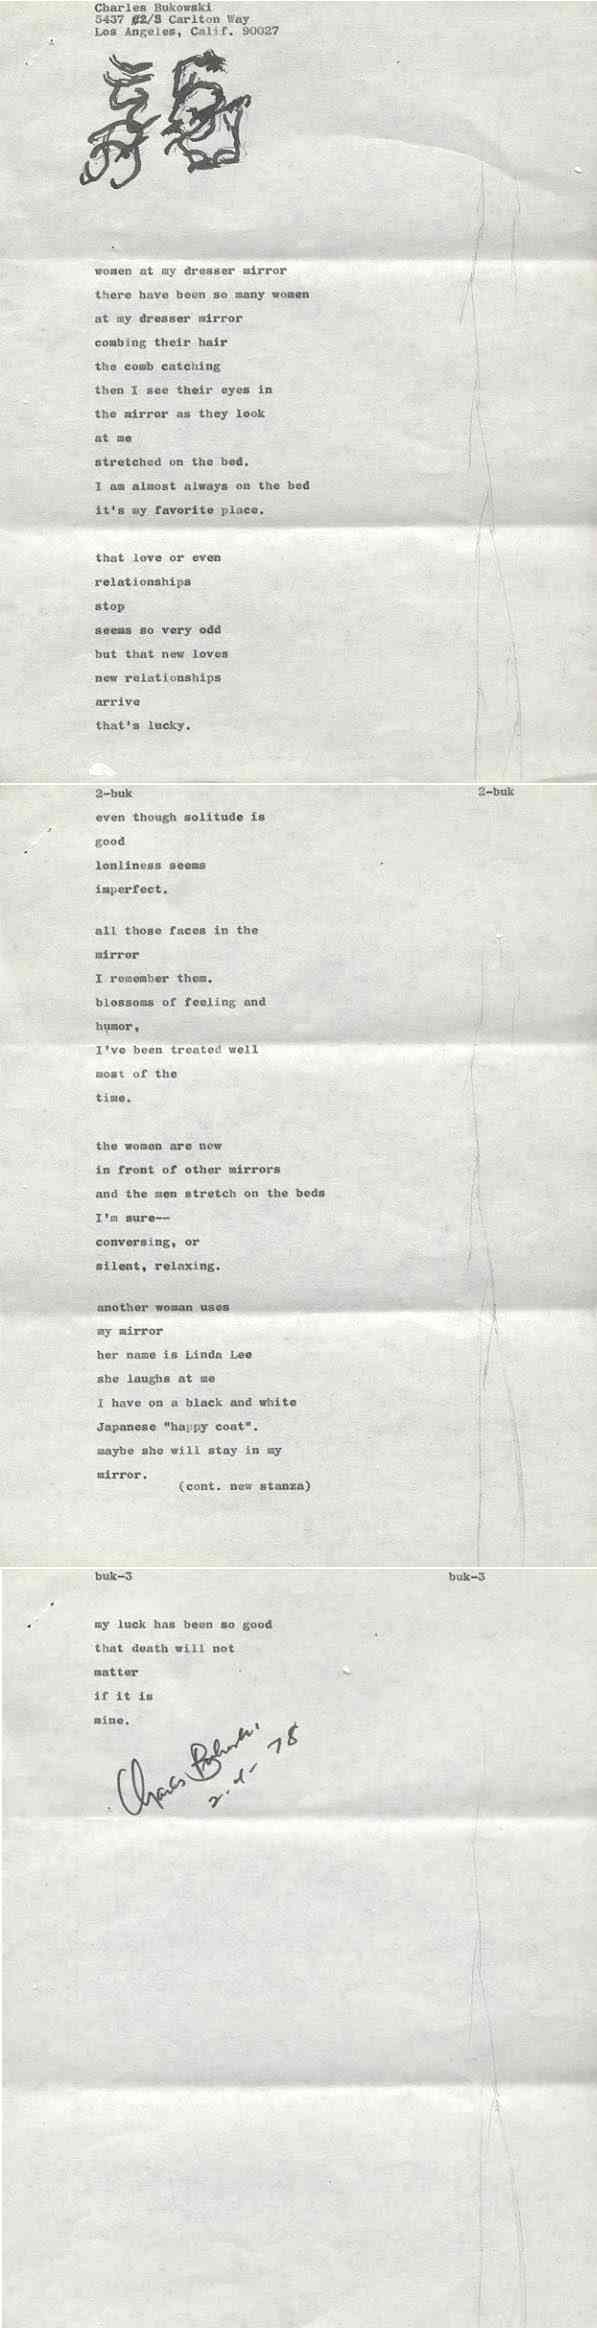 Charles Bukowski
5437 2/3 Carlton Way
Los Angeles, Calif. 90027
women at my dresser mirror
there have been so many women
at my dresser mirror
combing their hair
the comb catching
then I see their eyes in
the mirror as they look
at me
stretched on the bed.
I am almost always on the bed
it's my favorite place.
that love or even
relationships
stop
seems so very odd
but that new loves
new relationships
arrive
that's lucky.
2-buk 2-buk
even though solitude is
good
lonliness seems
imperfect.
all those faces in the
mirror
I remember them.
blossoms of feeling and
humor,
I've been treated well
most of the
time.
the women are now
in front of other mirrors
and the men stretch on the beds
I'm sure--
conversing, or
silent, relaxing.
another woman uses
my mirror
her name is Linda Lee
she laughs at me
I have on a black and white
Japanese "happy coat".
maybe she will stay in my
mirror.
(cont. new stanza)
buk-3 buk-3
my luck has been so good
that death will not
matter
if it is
mine.
Charles Bukowski
78